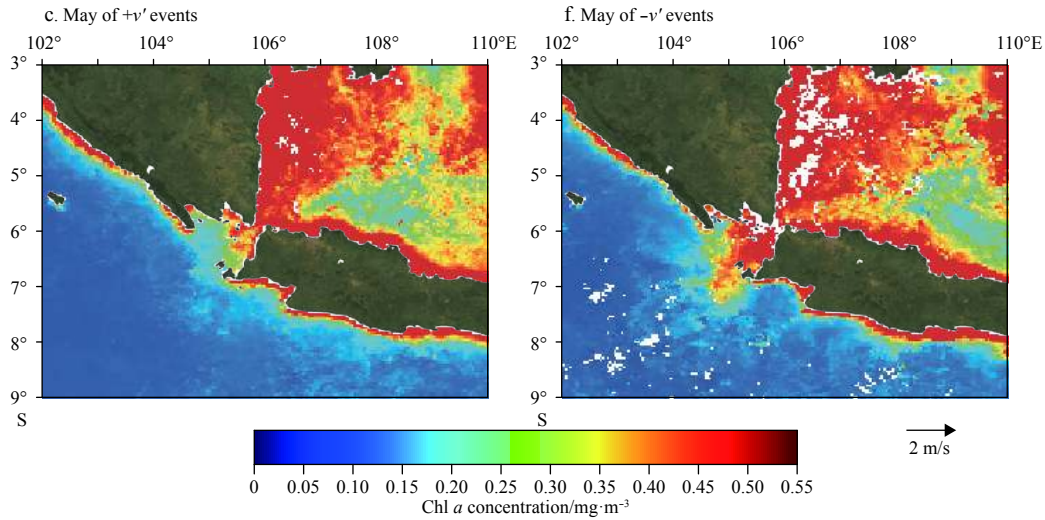 c. May of +v′ events
f. May of –v′ events
102° 104° 106° 108° 110°E
102° 104° 106° 108° 110°E
3°
4°
5°
6°
7°
8°
9°
S
3°
4°
5°
6°
7°
8°
9°
S
2 m/s
0 0.05 0.10 0.15 0.20 0.25 0.30 0.35 0.40 0.45 0.50 0.55
Chl a concentration/mg·m⁻³